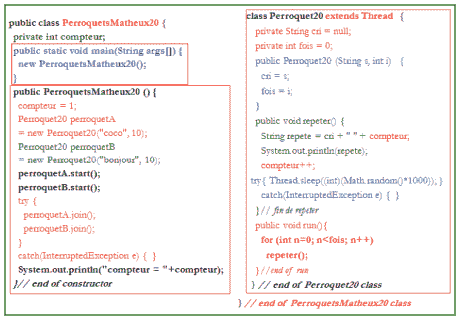 public class PerroquetsMatheux20 {
private int compteur;
public static void main(String args[]) {
new PerroquetsMatheux20();
}
public PerroquetsMatheux20 () {
compteur = 1;
Perroquet20 perroquetA
= new Perroquet20("coco", 10);
Perroquet20 perroquetB
= new Perroquet20("bonjour", 10);
perroquetA.start();
perroquetB.start();
try {
perroquetA.join();
perroquetB.join();
}
catch(InterruptedException e) { }
System.out.println("compteur = "+compteur);
}// end of constructor
class Perroquet20 extends Thread {
private String cri = null;
private int fois = 0;
public Perroquet20 (String s, int i) {
cri = s;
fois = i;
}
public void repeter() {
String repete = cri + " " + compteur;
System.out.println(repete);
compteur++;
try{ Thread.sleep((int)(Math.random()*1000)); }
catch(InterruptedException e) { }
}// fin de repeter
public void run(){
for (int n=0; n<fois; n++)
repeter();
}//end of run
} // end of Perroquet20 class
} // end of PerroquetsMatheux20 class